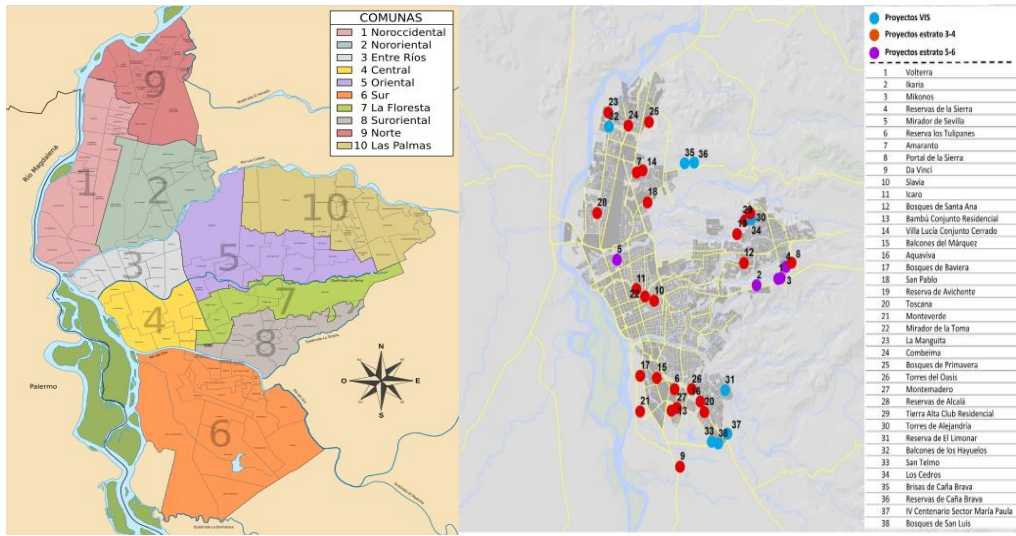 COMUNAS
1 Noroccidental
2 Nororiental
3 Entre Ríos
4 Central
5 Oriental
6 Sur
7 La Floresta
8 Suroriental
9 Norte
10 Las Palmas
9
1
2
10
5
3
7
4
8
6
Río Magdalena
Palermo
Río Las Ceibas
N
O
E
S
23
32
24
25
7
14
35
36
18
28
29
30
34
12
5
4
8
2
3
11
22
10
17
15
6
26
16
31
21
27
13
20
33
38
37
9
Proyectos VIS
Proyectos estrato 3-4
Proyectos estrato 5-6
1 Volterra
2 Ikaria
3 Mikonos
4 Reservas de la Sierra
5 Mirador de Sevilla
6 Reserva los Tulipanes
7 Amaranto
8 Portal de la Sierra
9 Da Vinci
10 Slavia
11 Icaro
12 Bosques de Santa Ana
13 Bambú Conjunto Residencial
14 Villa Lucía Conjunto Cerrado
15 Balcones del Márquez
16 Aquaviva
17 Bosques de Baviera
18 San Pablo
19 Reserva de Avichente
20 Toscana
21 Monteverde
22 Mirador de la Toma
23 La Manguita
24 Combeima
25 Bosques de Primavera
26 Torres del Oasis
27 Montemadero
28 Reservas de Alcalá
29 Tierra Alta Club Residencial
30 Torres de Alejandría
31 Reserva de El Limonar
32 Balcones de los Hayuelos
33 San Telmo
34 Los Cedros
35 Brisas de Caña Brava
36 Reservas de Caña Brava
37 IV Centenario Sector María Paula
38 Bosques de San Luis